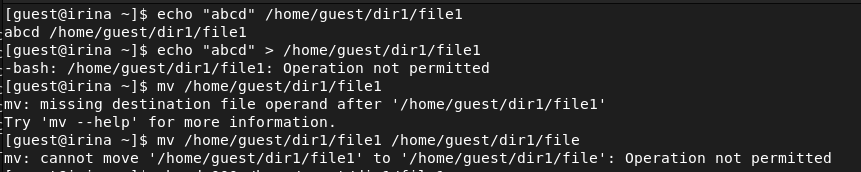 [guest@irina ~]$ echo "abcd" /home/guest/dir1/file1
abcd /home/guest/dir1/file1
[guest@irina ~]$ echo "abcd" > /home/guest/dir1/file1
-bash: /home/guest/dir1/file1: Operation not permitted
[guest@irina ~]$ mv /home/guest/dir1/file1
mv: missing destination file operand after '/home/guest/dir1/file1'
Try 'mv --help' for more information.
[guest@irina ~]$ mv /home/guest/dir1/file1 /home/guest/dir1/file
mv: cannot move '/home/guest/dir1/file1' to '/home/guest/dir1/file': Operation not permitted